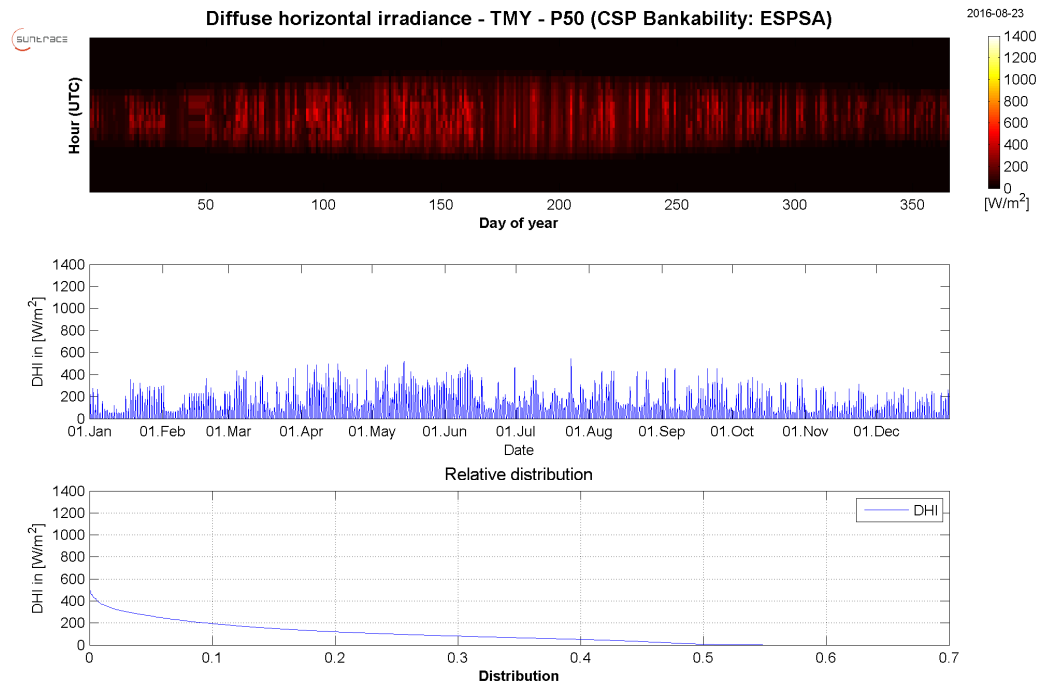 Diffuse horizontal irradiance - TMY - P50 (CSP Bankability: ESPSA)
2016-08-23
suntrace
Hour (UTC)
1400
1200
1000
800
600
400
200
0
[W/m²]
50 100 150 200 250 300 350
Day of year
DHI in [W/m²]
1400
1200
1000
800
600
400
200
0
01.Jan 01.Feb 01.Mar 01.Apr 01.May 01.Jun 01.Jul 01.Aug 01.Sep 01.Oct 01.Nov 01.Dec
Date
Relative distribution
DHI in [W/m²]
1400
1200
1000
800
600
400
200
0
DHI
0 0.1 0.2 0.3 0.4 0.5 0.6 0.7
Distribution